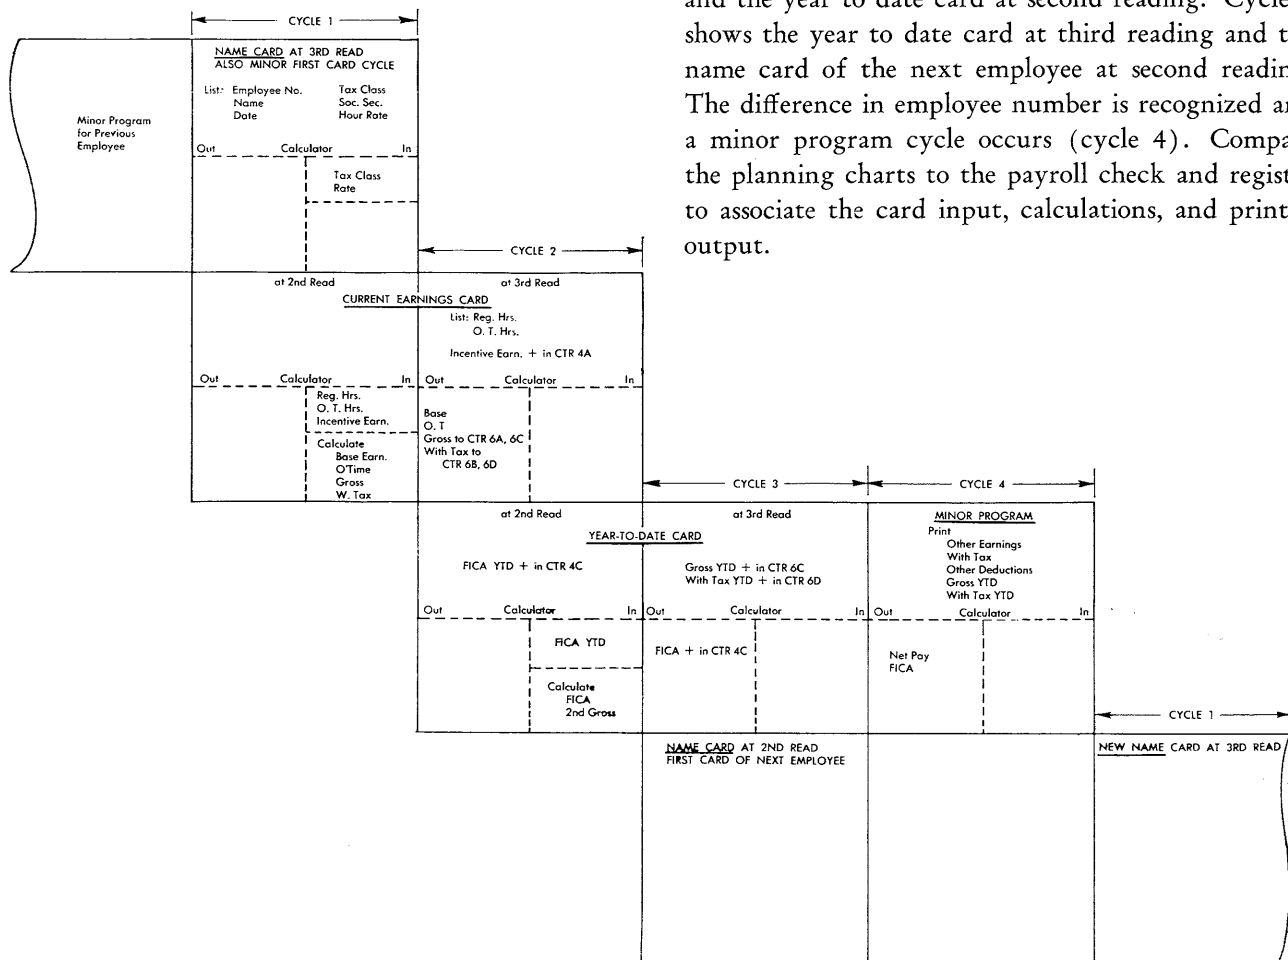 and the year to date card at second reading. Cycle
shows the year to date card at third reading and
name card of the next employee at second
The difference in employee number is recognized
a minor program cycle occurs (cycle 4).
the planning charts to the payroll check and
to associate the card input, calculations, and
output.
CYCLE 1
NAME CARD AT 3RD READ
ALSO MINOR FIRST CARD CYCLE
List: Employee No. Tax Class
Name Soc. Sec.
Date Hour Rate
Minor Program
for Previous
Employee
Out Calculator In
Tax Class
Rate
CYCLE 2
at 2nd Read at 3rd Read
CURRENT EARNINGS CARD
List: Reg. Hrs.
O. T. Hrs.
Incentive Earn. + in CTR 4A
Out Calculator In Out Calculator In
Reg. Hrs.
O. T. Hrs.
Incentive Earn.
Calculate
Base Earn.
O'Time
Gross
W. Tax
Base
O. T
Gross to CTR 6A, 6C
With Tax to
CTR 6B, 6D
CYCLE 3 CYCLE 4
at 2nd Read at 3rd Read
YEAR-TO-DATE CARD
FICA YTD + in CTR 4C
Gross YTD + in CTR 6C
With Tax YTD + in CTR 6D
MINOR PROGRAM
Print
Other Earnings
With Tax
Other Deductions
Gross YTD
With Tax YTD
Out Calculator In Out Calculator In Out Calculator In
FICA YTD
Calculate
FICA
2nd Gross
FICA + in CTR 4C
Net Pay
FICA
CYCLE 1
NAME CARD AT 2ND READ
FIRST CARD OF NEXT EMPLOYEE
NEW NAME CARD AT 3RD READ